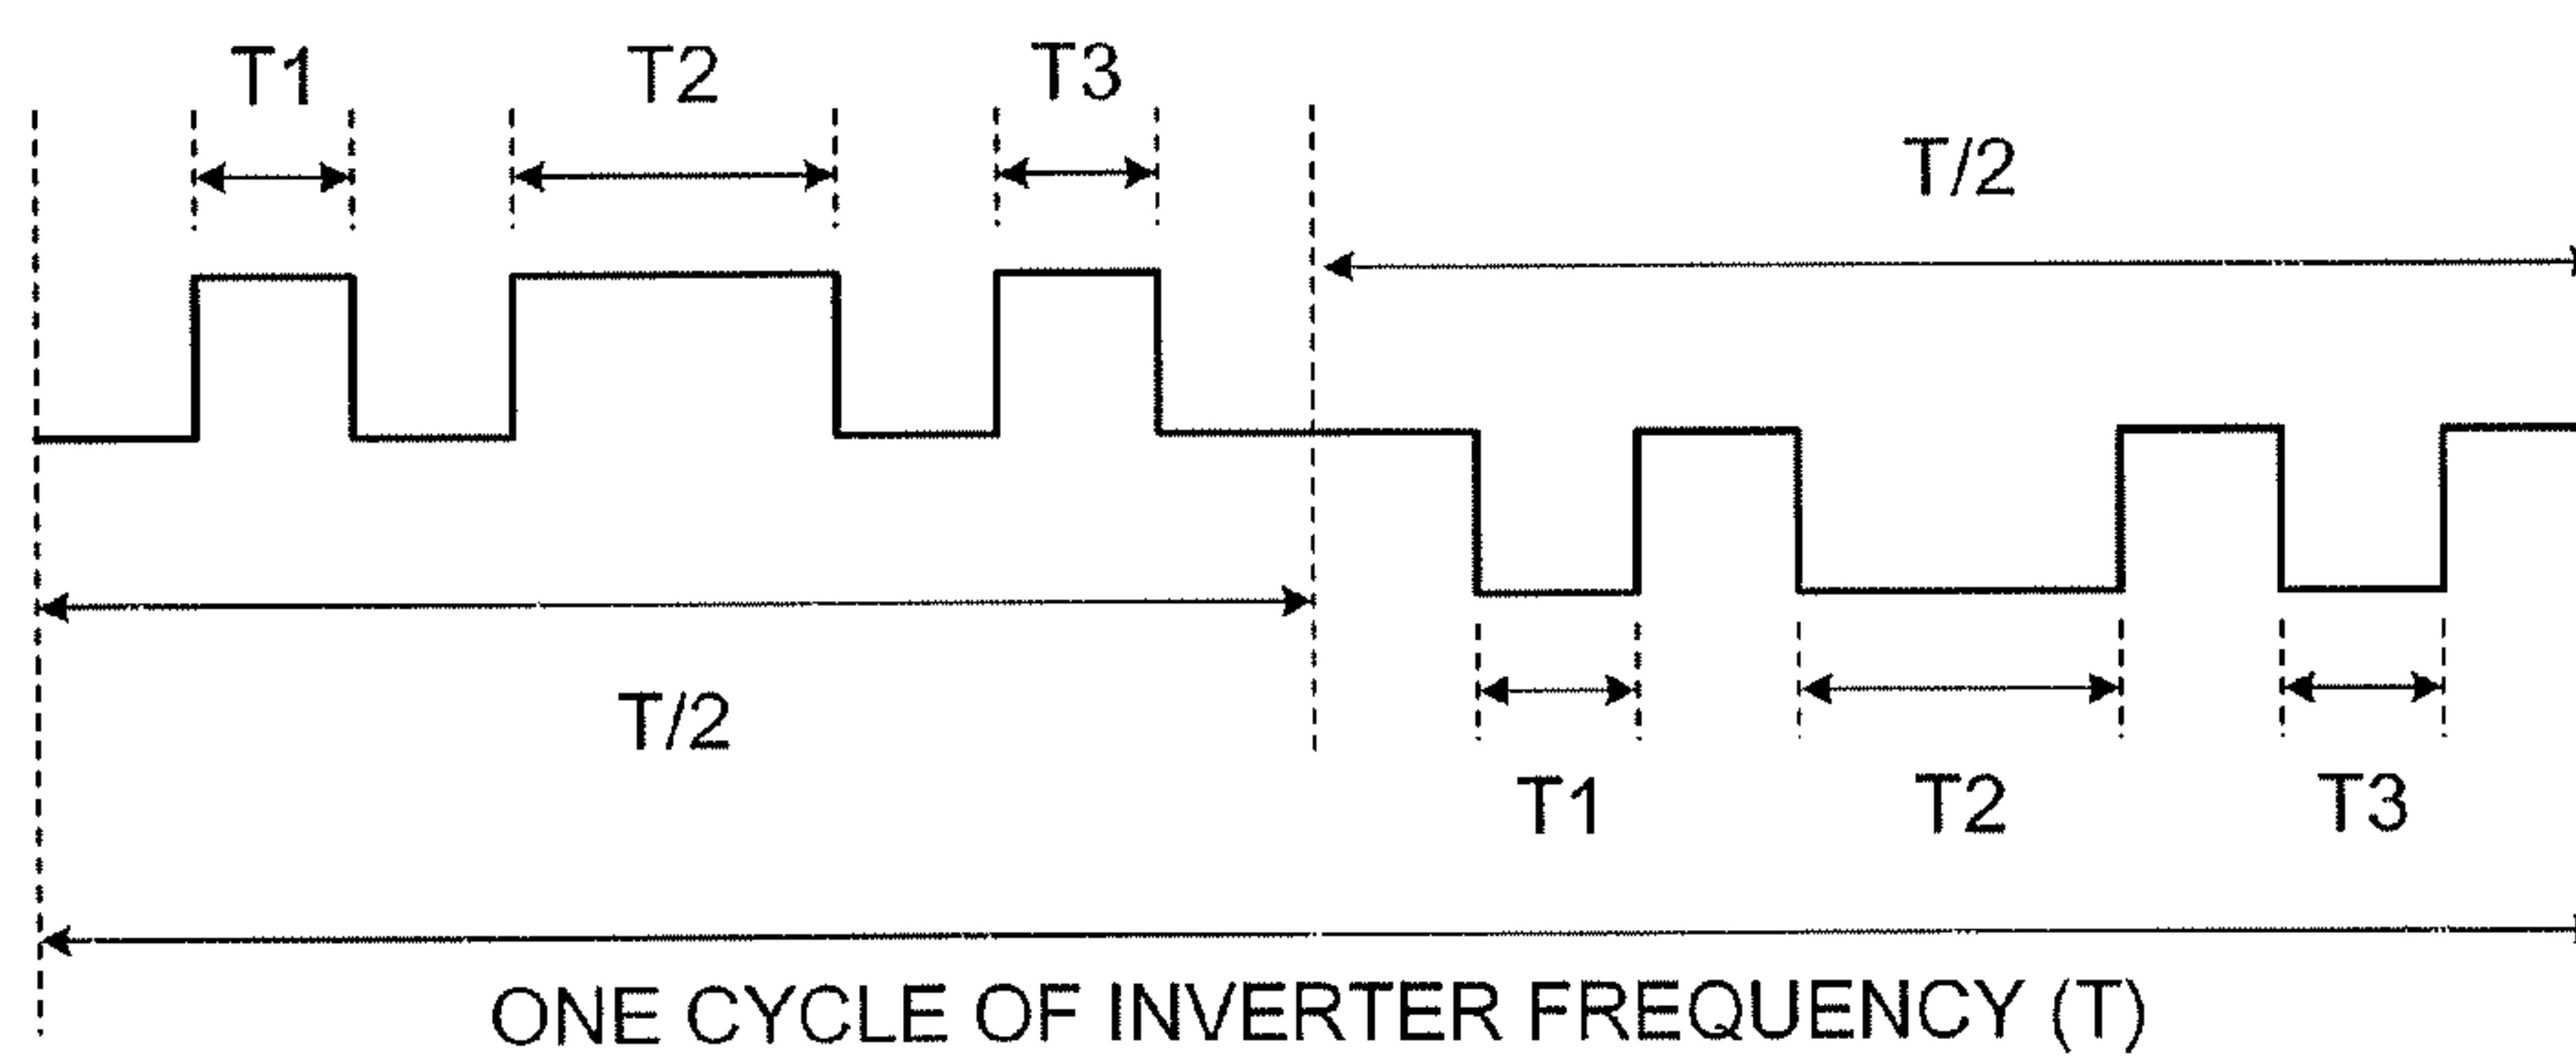 T1 T2 T3
T/2
T/2
T1 T2 T3
ONE CYCLE OF INVERTER FREQUENCY (T)